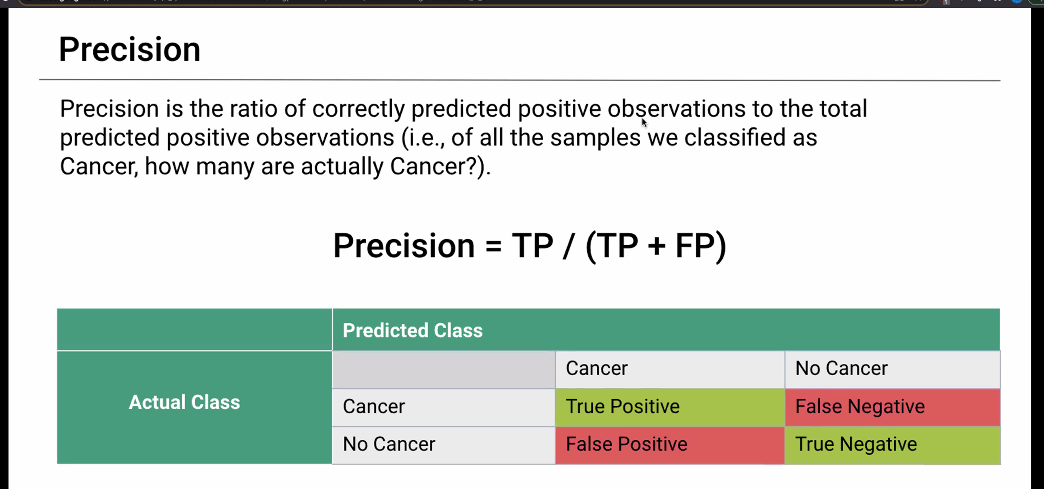 Precision
Precision is the ratio of correctly predicted positive observations to the total
predicted positive observations (i.e., of all the samples we classified as
Cancer, how many are actually Cancer?).
Precision = TP / (TP + FP)
Predicted Class
Cancer No Cancer
Actual Class
Cancer True Positive False Negative
No Cancer False Positive True Negative